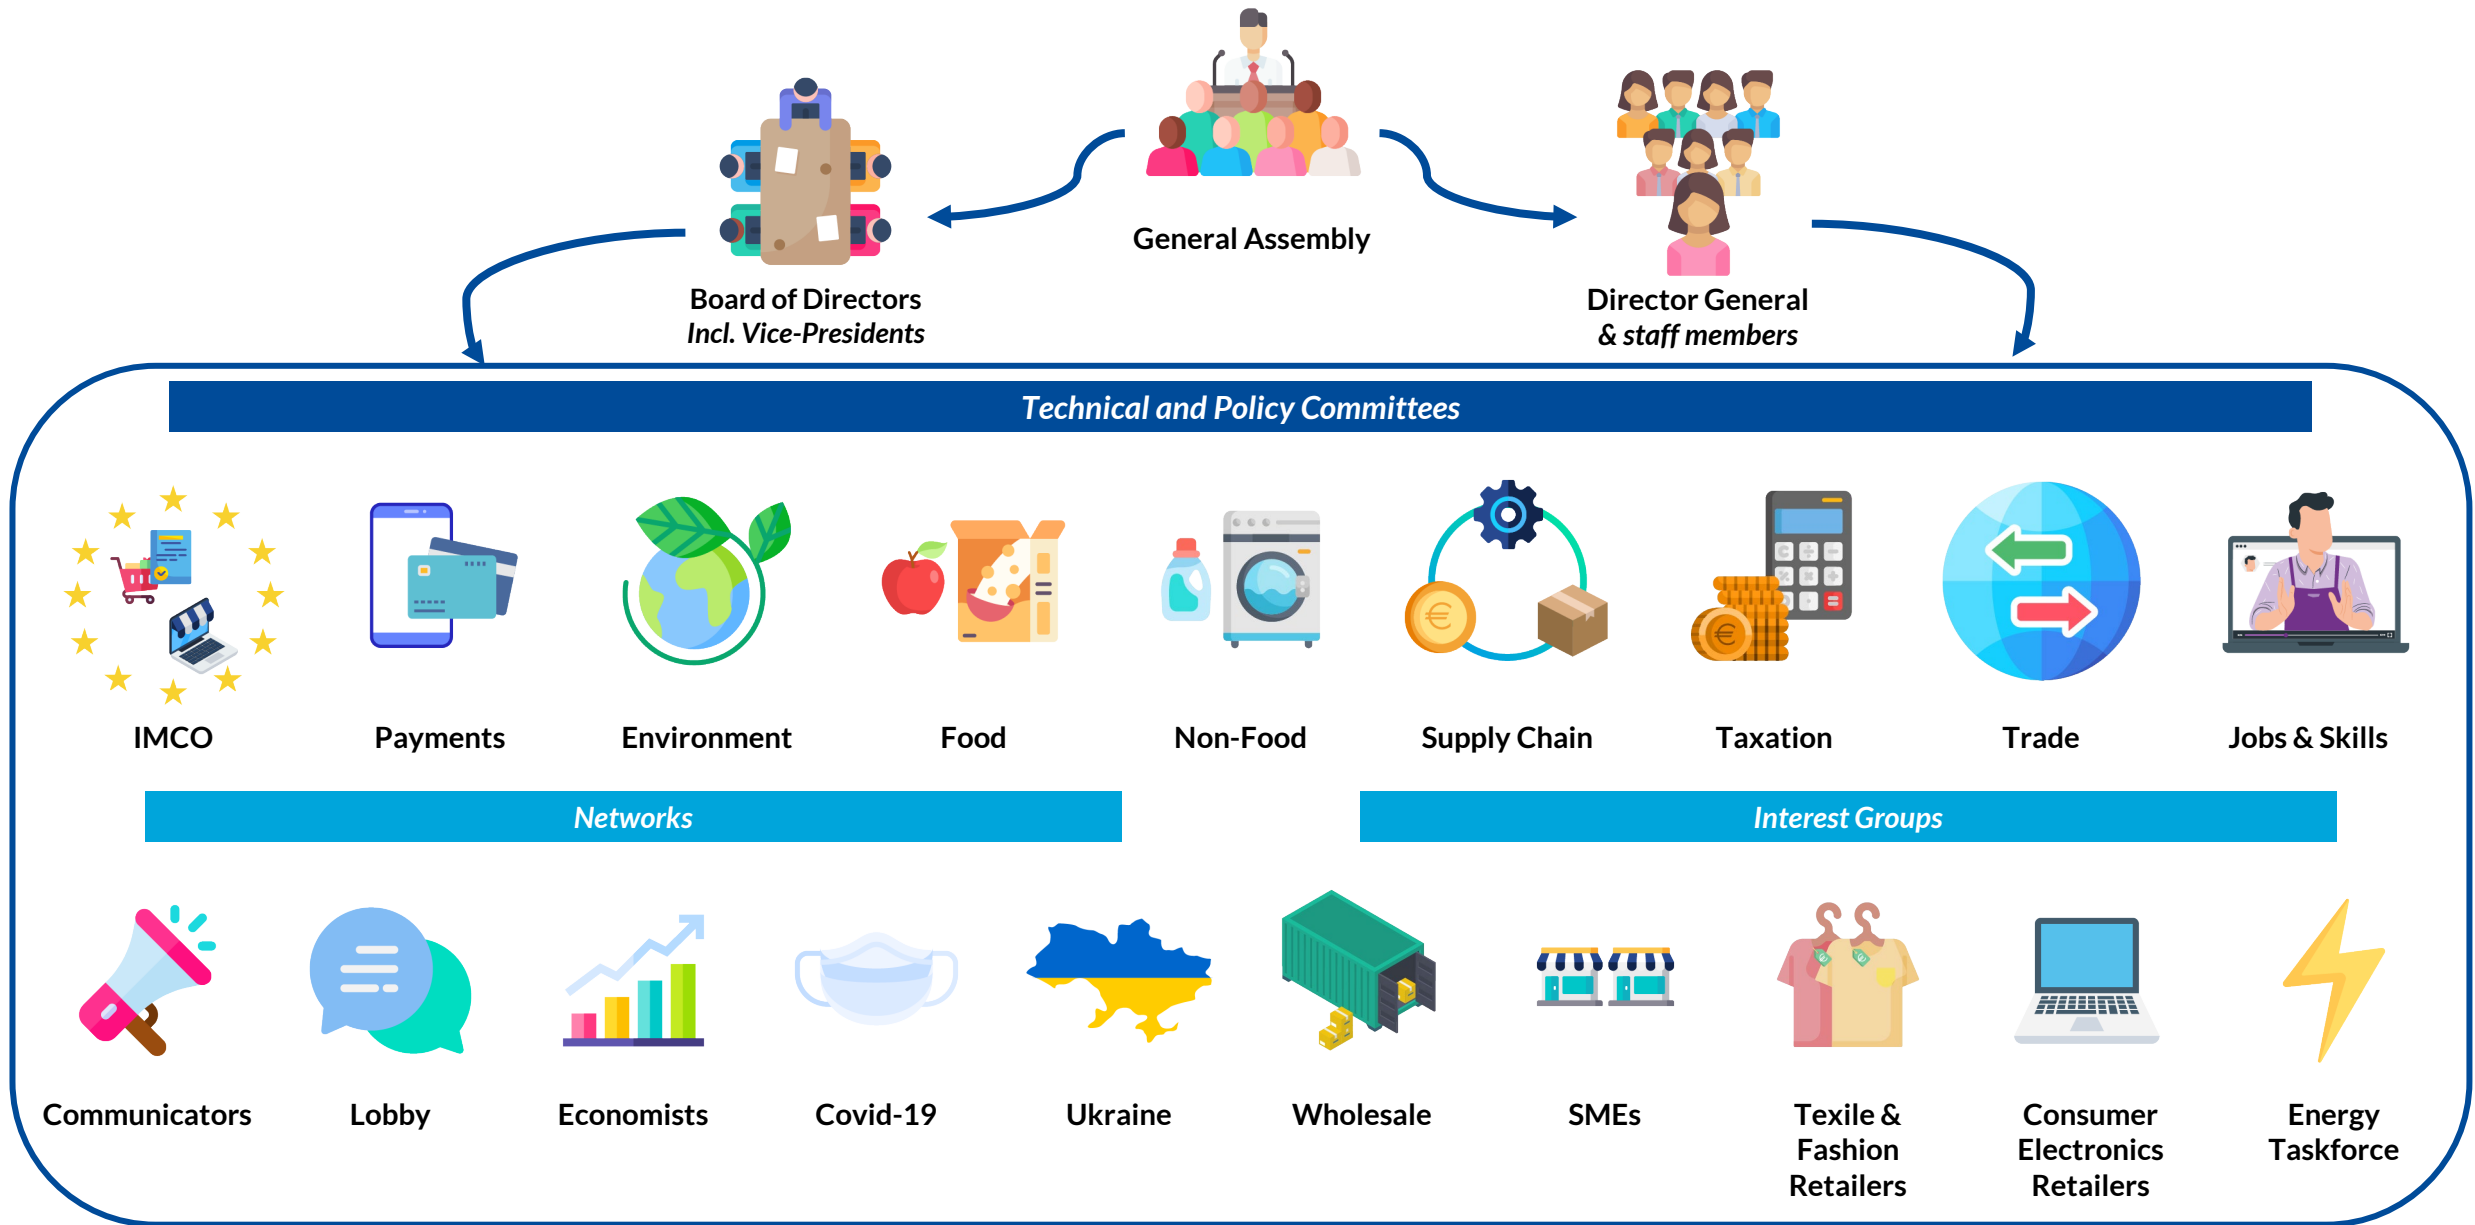 General Assembly
Board of Directors
Incl. Vice-Presidents
Director General
& staff members
Technical and Policy Committees
IMCO
Payments
Environment
Food
Non-Food
Supply Chain
Taxation
Trade
Jobs & Skills
Networks
Interest Groups
Communicators
Lobby
Economists
Covid-19
Ukraine
Wholesale
SMEs
Texile &
Fashion
Retailers
Consumer
Electronics
Retailers
Energy
Taskforce